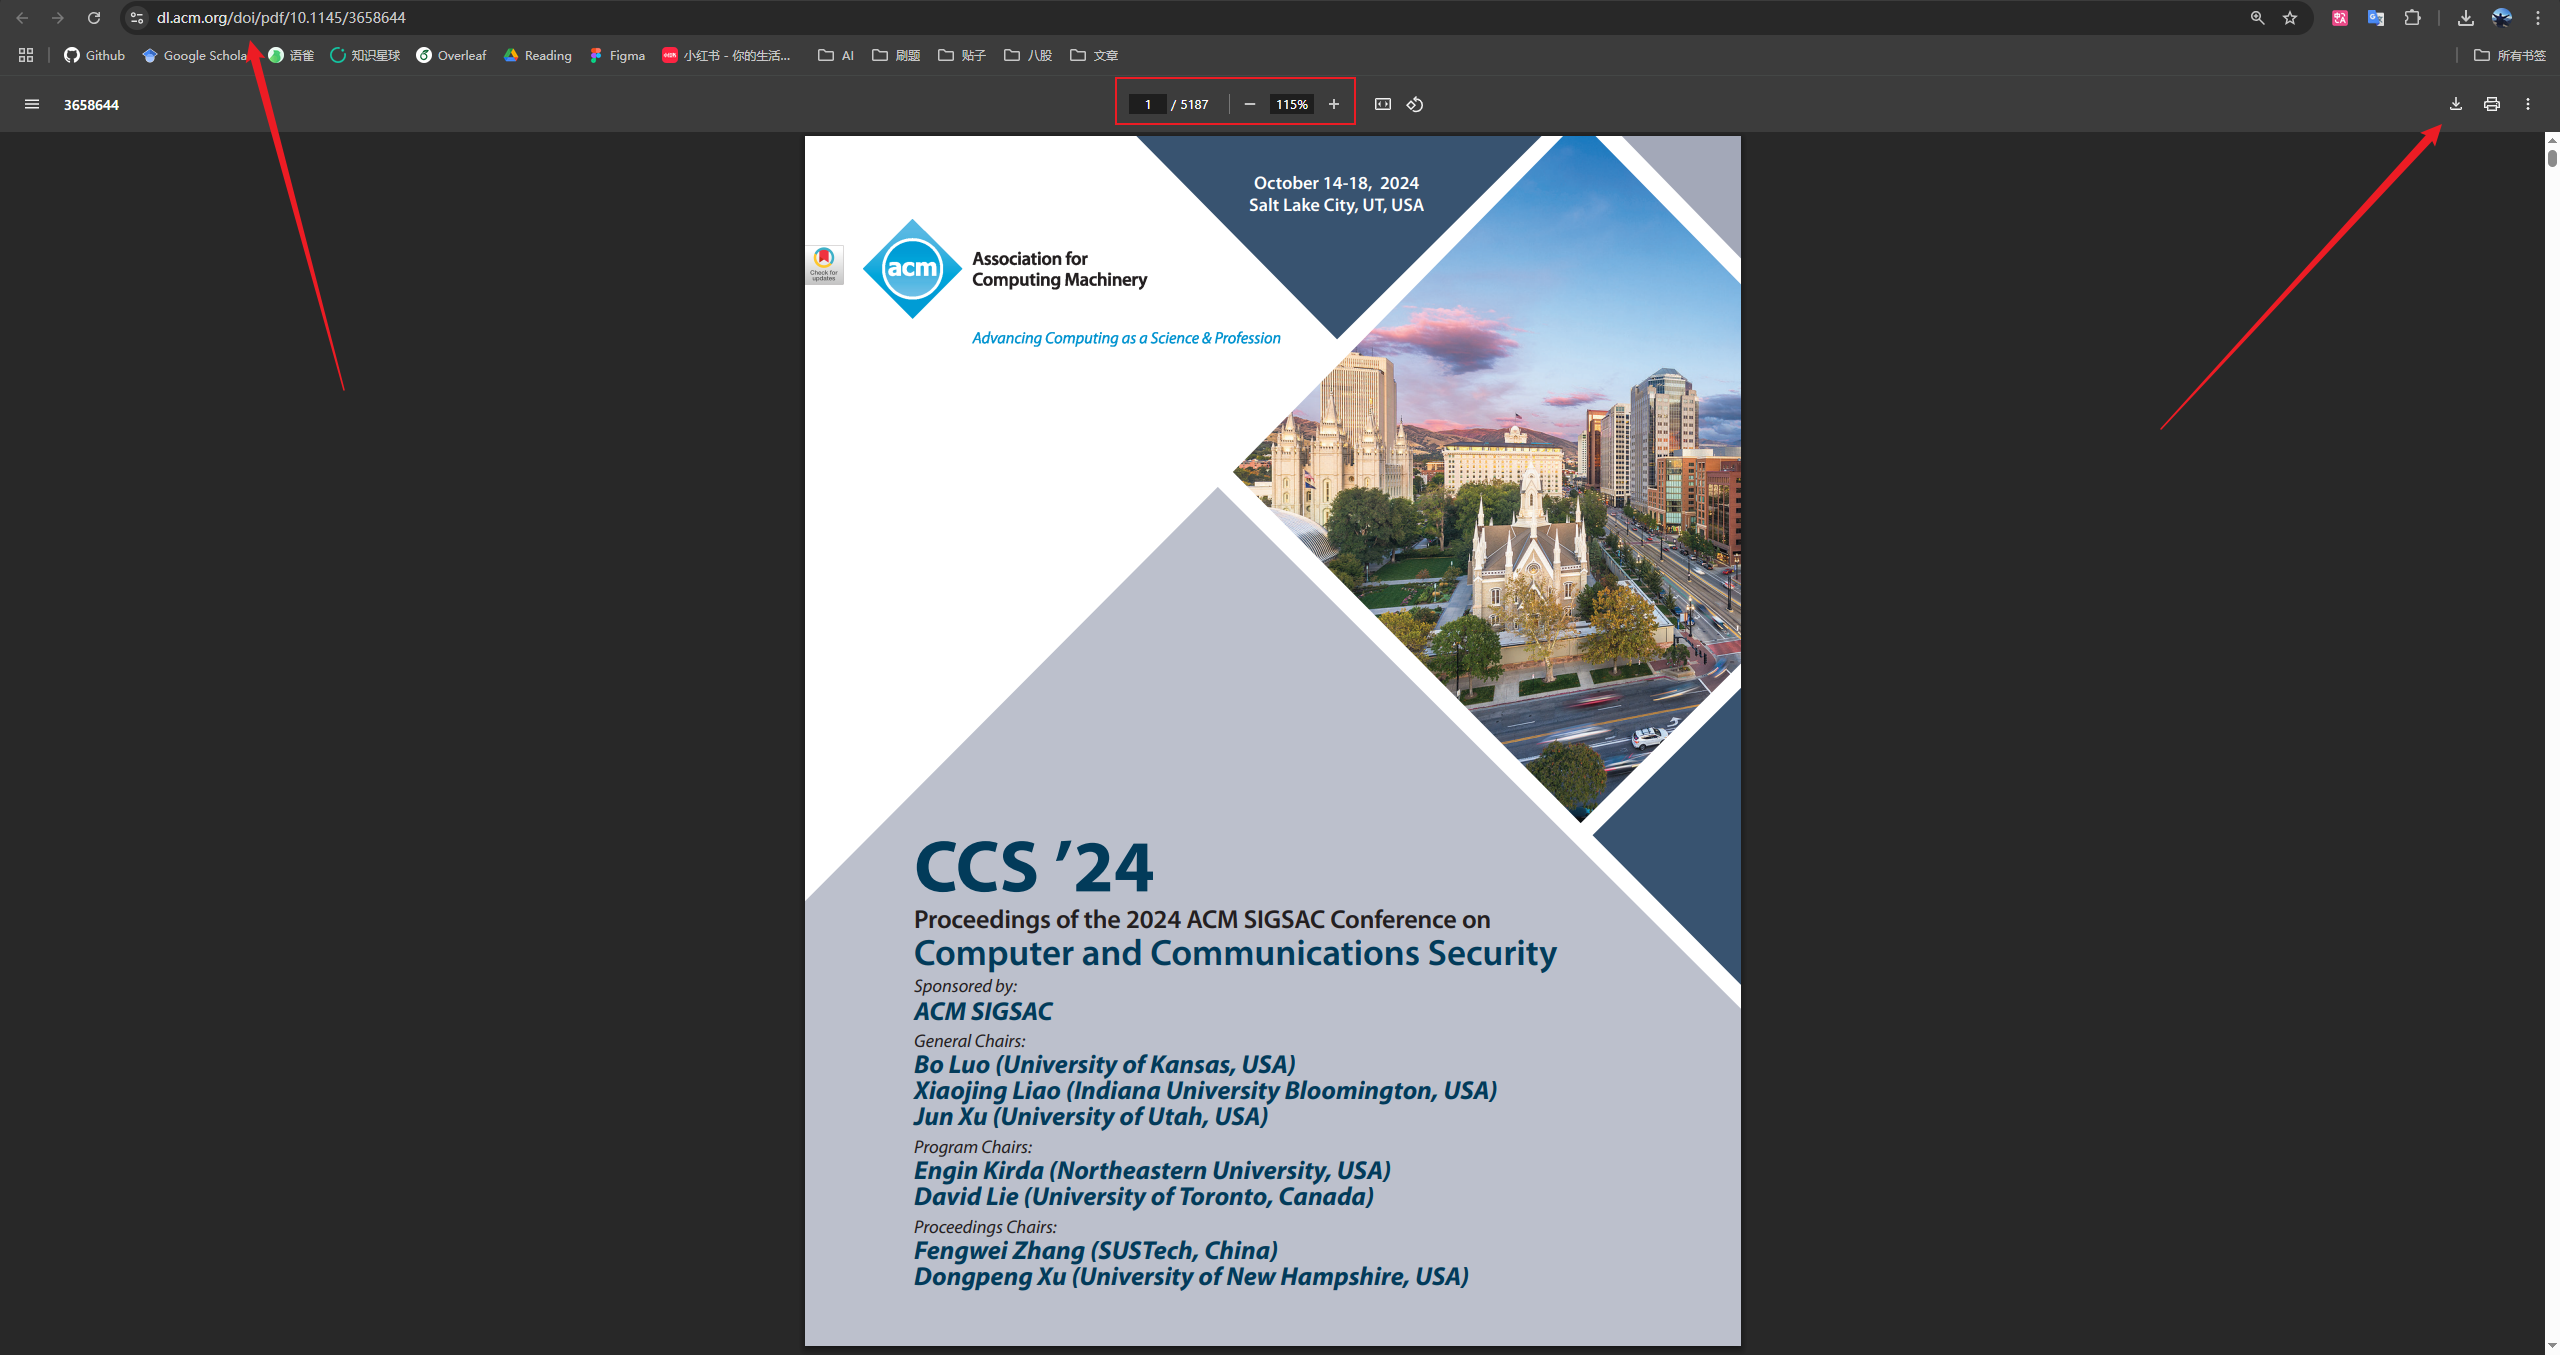 dl.acm.org/doi/pdf/10.1145/3658644
Github
Google Schola
语雀
知识星球
Overleaf
Reading
Figma
小红书 - 你的生活...
AI
刷题
贴子
八股
文章
所有书签
3658644
1 / 5187
115%
October 14-18, 2024
Salt Lake City, UT, USA
Check for
updates
acm
Association for
Computing Machinery
Advancing Computing as a Science & Profession
CCS ’24
Proceedings of the 2024 ACM SIGSAC Conference on
Computer and Communications Security
Sponsored by:
ACM SIGSAC
General Chairs:
Bo Luo (University of Kansas, USA)
Xiaojing Liao (Indiana University Bloomington, USA)
Jun Xu (University of Utah, USA)
Program Chairs:
Engin Kirda (Northeastern University, USA)
David Lie (University of Toronto, Canada)
Proceedings Chairs:
Fengwei Zhang (SUSTech, China)
Dongpeng Xu (University of New Hampshire, USA)